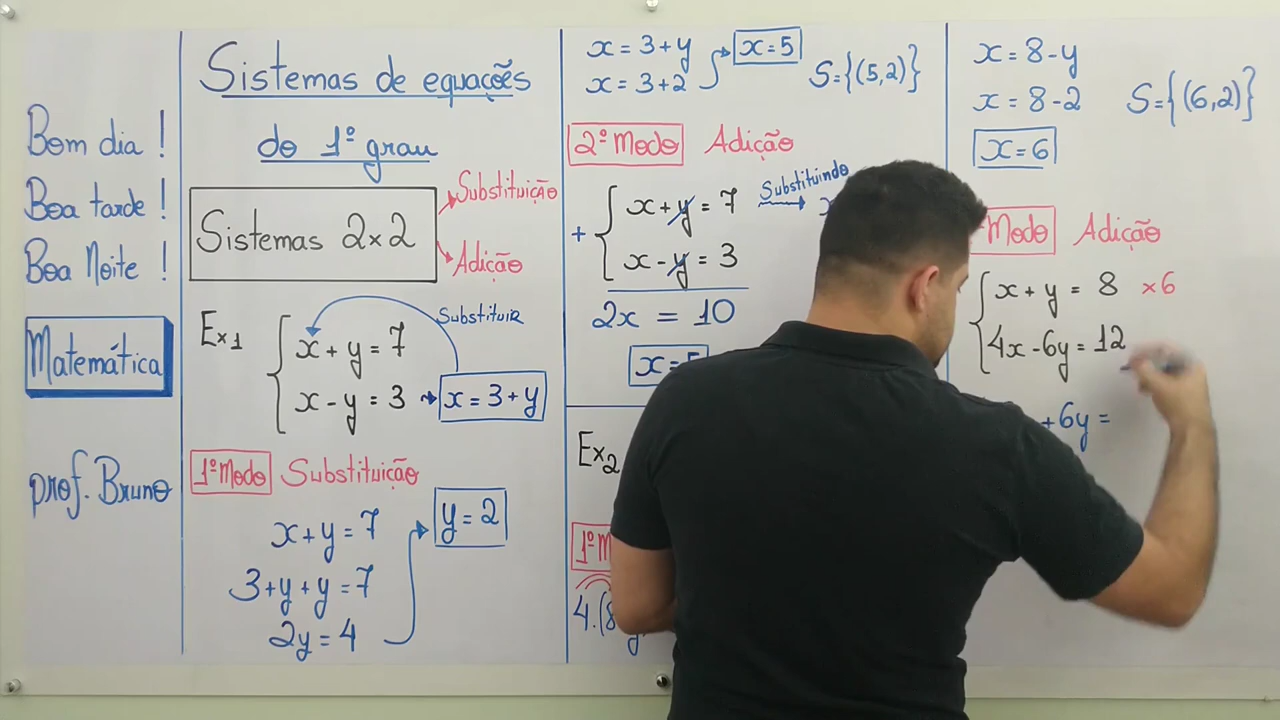 Bom dia !
Boa tarde !
Boa Noite !
Matemática
prof. Bruno
Sistemas de equações
do 1º grau
Sistemas 2x2
Substituição
Adição
Ex1
x + y = 7
x - y = 3
x = 3 + y
Substituir
1º Modo Substituição
x + y = 7
3 + y + y = 7
2y = 4
y = 2
x = 3 + y
x = 3 + 2
x = 5
S = {(5,2)}
2º Modo Adição
+
x + y = 7
x - y = 3
Substituindo
2x = 10
Ex2
4.(8
x = 8 - y
x = 8 - 2
x = 6
S = {(6,2)}
Modo Adição
x + y = 8 x6
4x - 6y = 12
+ 6y =